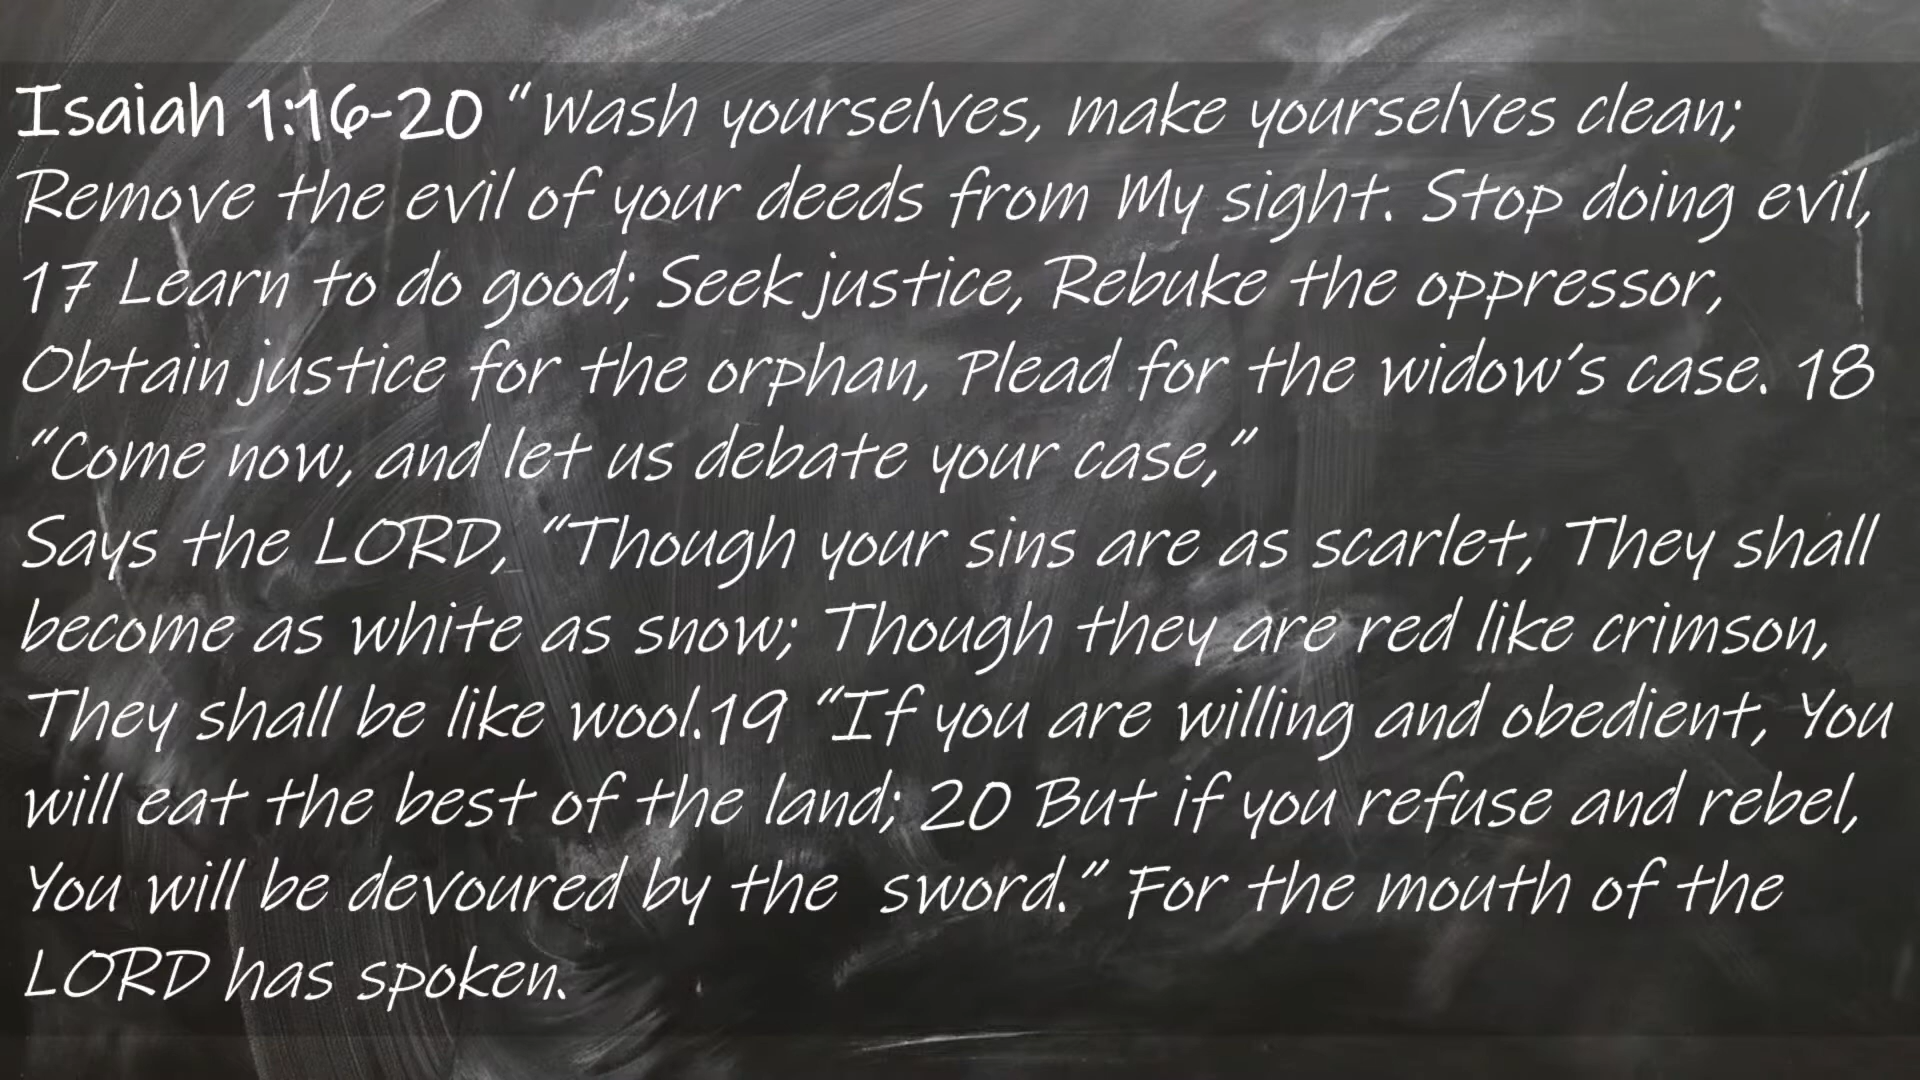 Isaiah 1:16-20 “Wash yourselves, make yourselves clean;
Remove the evil of your deeds from My sight. Stop doing evil,
17 Learn to do good; Seek justice, Rebuke the oppressor,
Obtain justice for the orphan, Plead for the widow’s case. 18
“Come now, and let us debate your case,”
Says the LORD, “Though your sins are as scarlet, They shall
become as white as snow; Though they are red like crimson,
They shall be like wool.19 “If you are willing and obedient, You
will eat the best of the land; 20 But if you refuse and rebel,
You will be devoured by the  sword.” For the mouth of the
LORD has spoken.